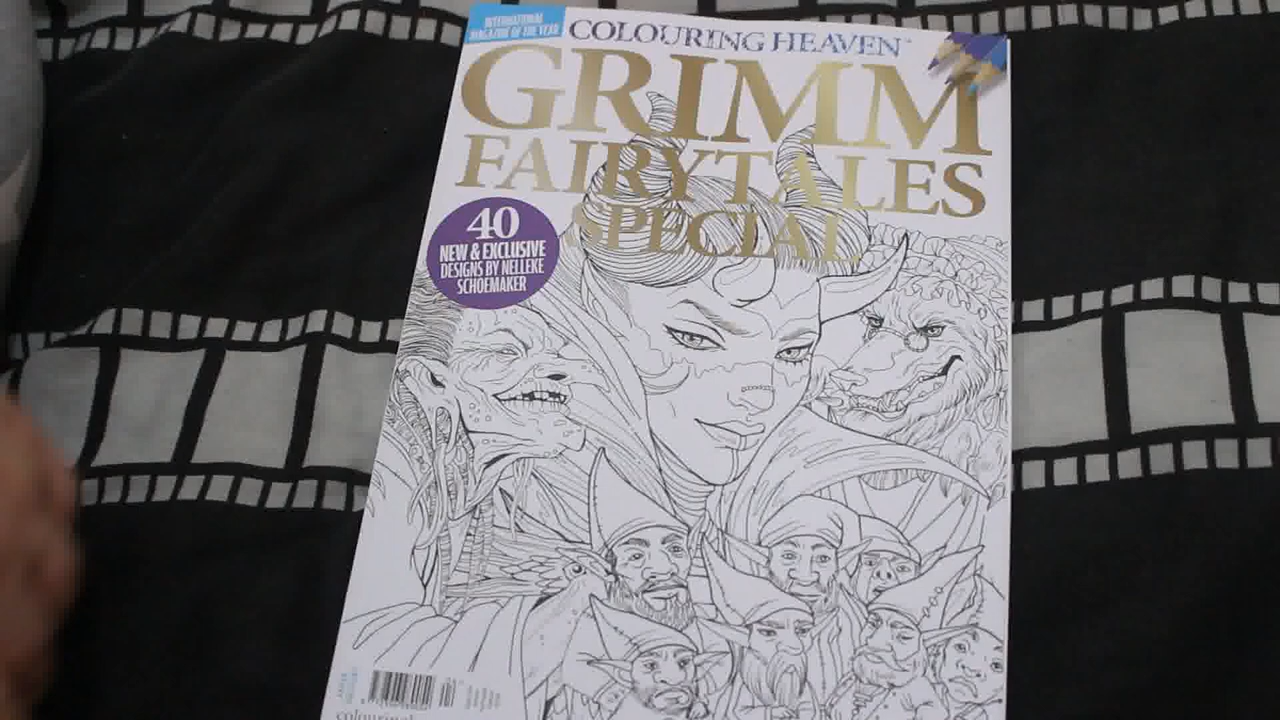 INTERNATIONAL
MAGAZINE OF THE YEAR
COLOURING HEAVEN
GRIMM
FAIRYTALES
SPECIAL
40
NEW & EXCLUSIVE
DESIGNS BY NELLEKE
SCHOEMAKER